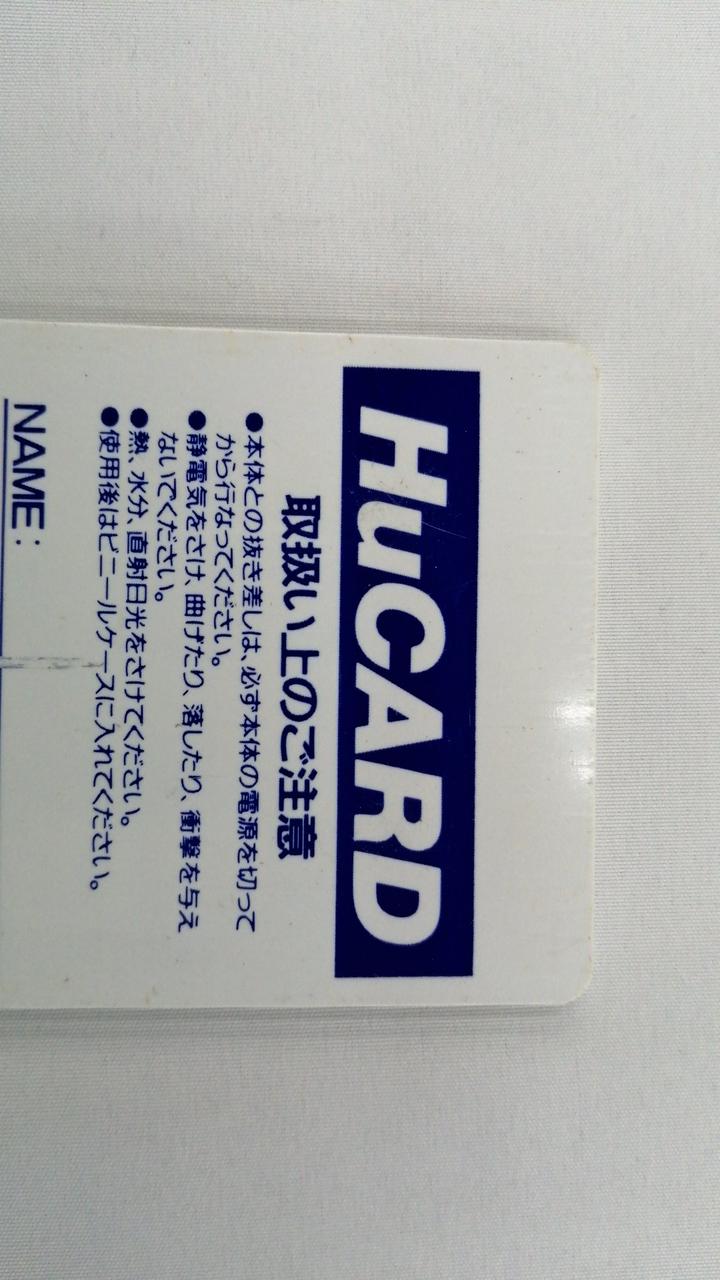 HuCARD
取扱い上のご注意
●本体との抜き差しは、必ず本体の電源を切って
から行なってください。
●静電気をさけ、曲げたり、落したり、衝撃を与え
ないでください。
●熱、水分、直射日光をさけてください。
●使用後はビニールケースに入れてください。
NAME: